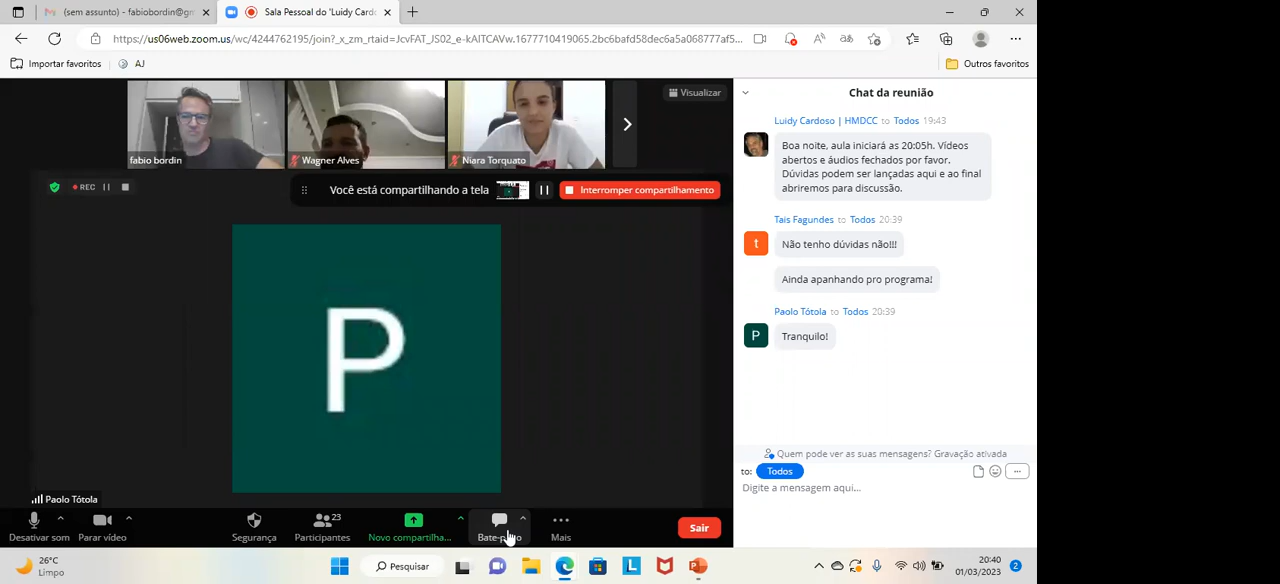 (sem assunto) - fabiobordin@gm
Sala Pessoal do 'Luidy Cardo
https://us06web.zoom.us/wc/4244762195/join?_x_zm_rtaid=JcvFAT_JS02_e-kAITCAVw.1677710419065.2bc6bafd58dec6a5a068777af5...
Importar favoritos
AJ
Outros favoritos
fabio bordin
Wagner Alves
Niara Torquato
Visualizar
REC
Você está compartilhando a tela
Interromper compartilhamento
P
Paolo Tótola
Desativar som
Parar vídeo
Segurança
23
Participantes
Novo compartilha...
Bate-papo
Mais
Sair
Chat da reunião
Luidy Cardoso | HMDCC to Todos 19:43
Boa noite, aula iniciará as 20:05h. Vídeos
abertos e áudios fechados por favor.
Dúvidas podem ser lançadas aqui e ao final
abriremos para discussão.
Tais Fagundes to Todos 20:39
t
Não tenho dúvidas não!!!
Ainda apanhando pro programa!
Paolo Tótola to Todos 20:39
P
Tranquilo!
Quem pode ver as suas mensagens? Gravação ativada
to: Todos
Digite a mensagem aqui...
26°C
Limpo
Pesquisar
L
P
20:40
01/03/2023
2